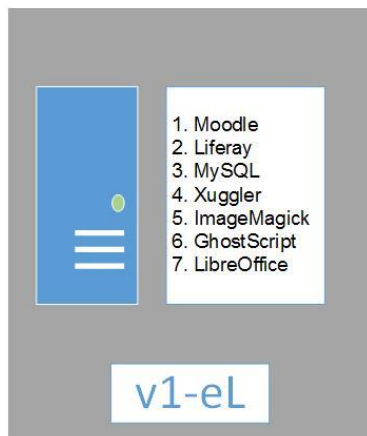 1. Moodle
2. Liferay
3. MySQL
4. Xuggler
5. ImageMagick
6. GhostScript
7. LibreOffice
v1-eL